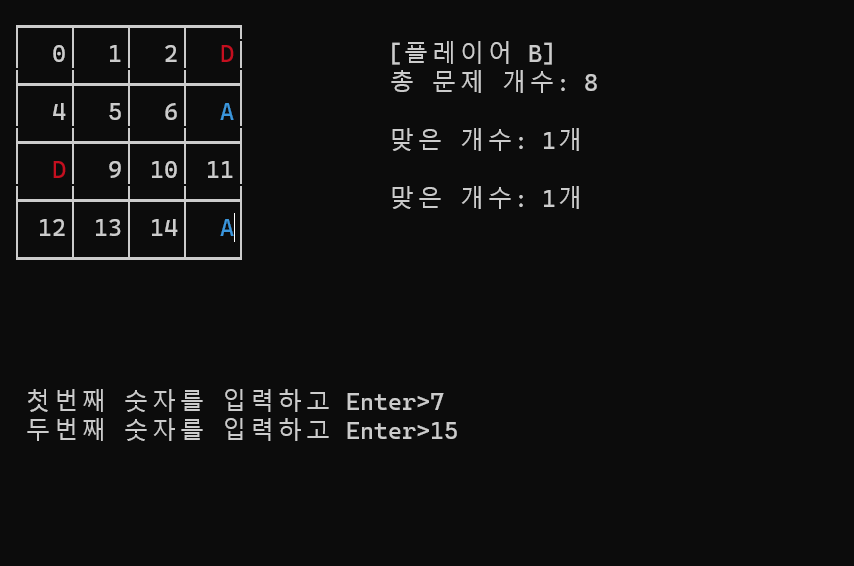 0 1 2 D
[플레이어 B]
총 문제 개수: 8
4 5 6 A
맞은 개수: 1개
D 9 10 11
맞은 개수: 1개
12 13 14 A
첫번째 숫자를 입력하고 Enter>7
두번째 숫자를 입력하고 Enter>15